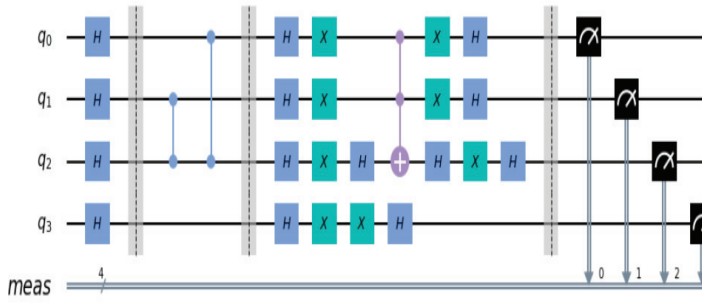 q0 H H X X H
q1 H H X X H
q2 H H X H H X H
q3 H H X X H
meas 4 0 1 2